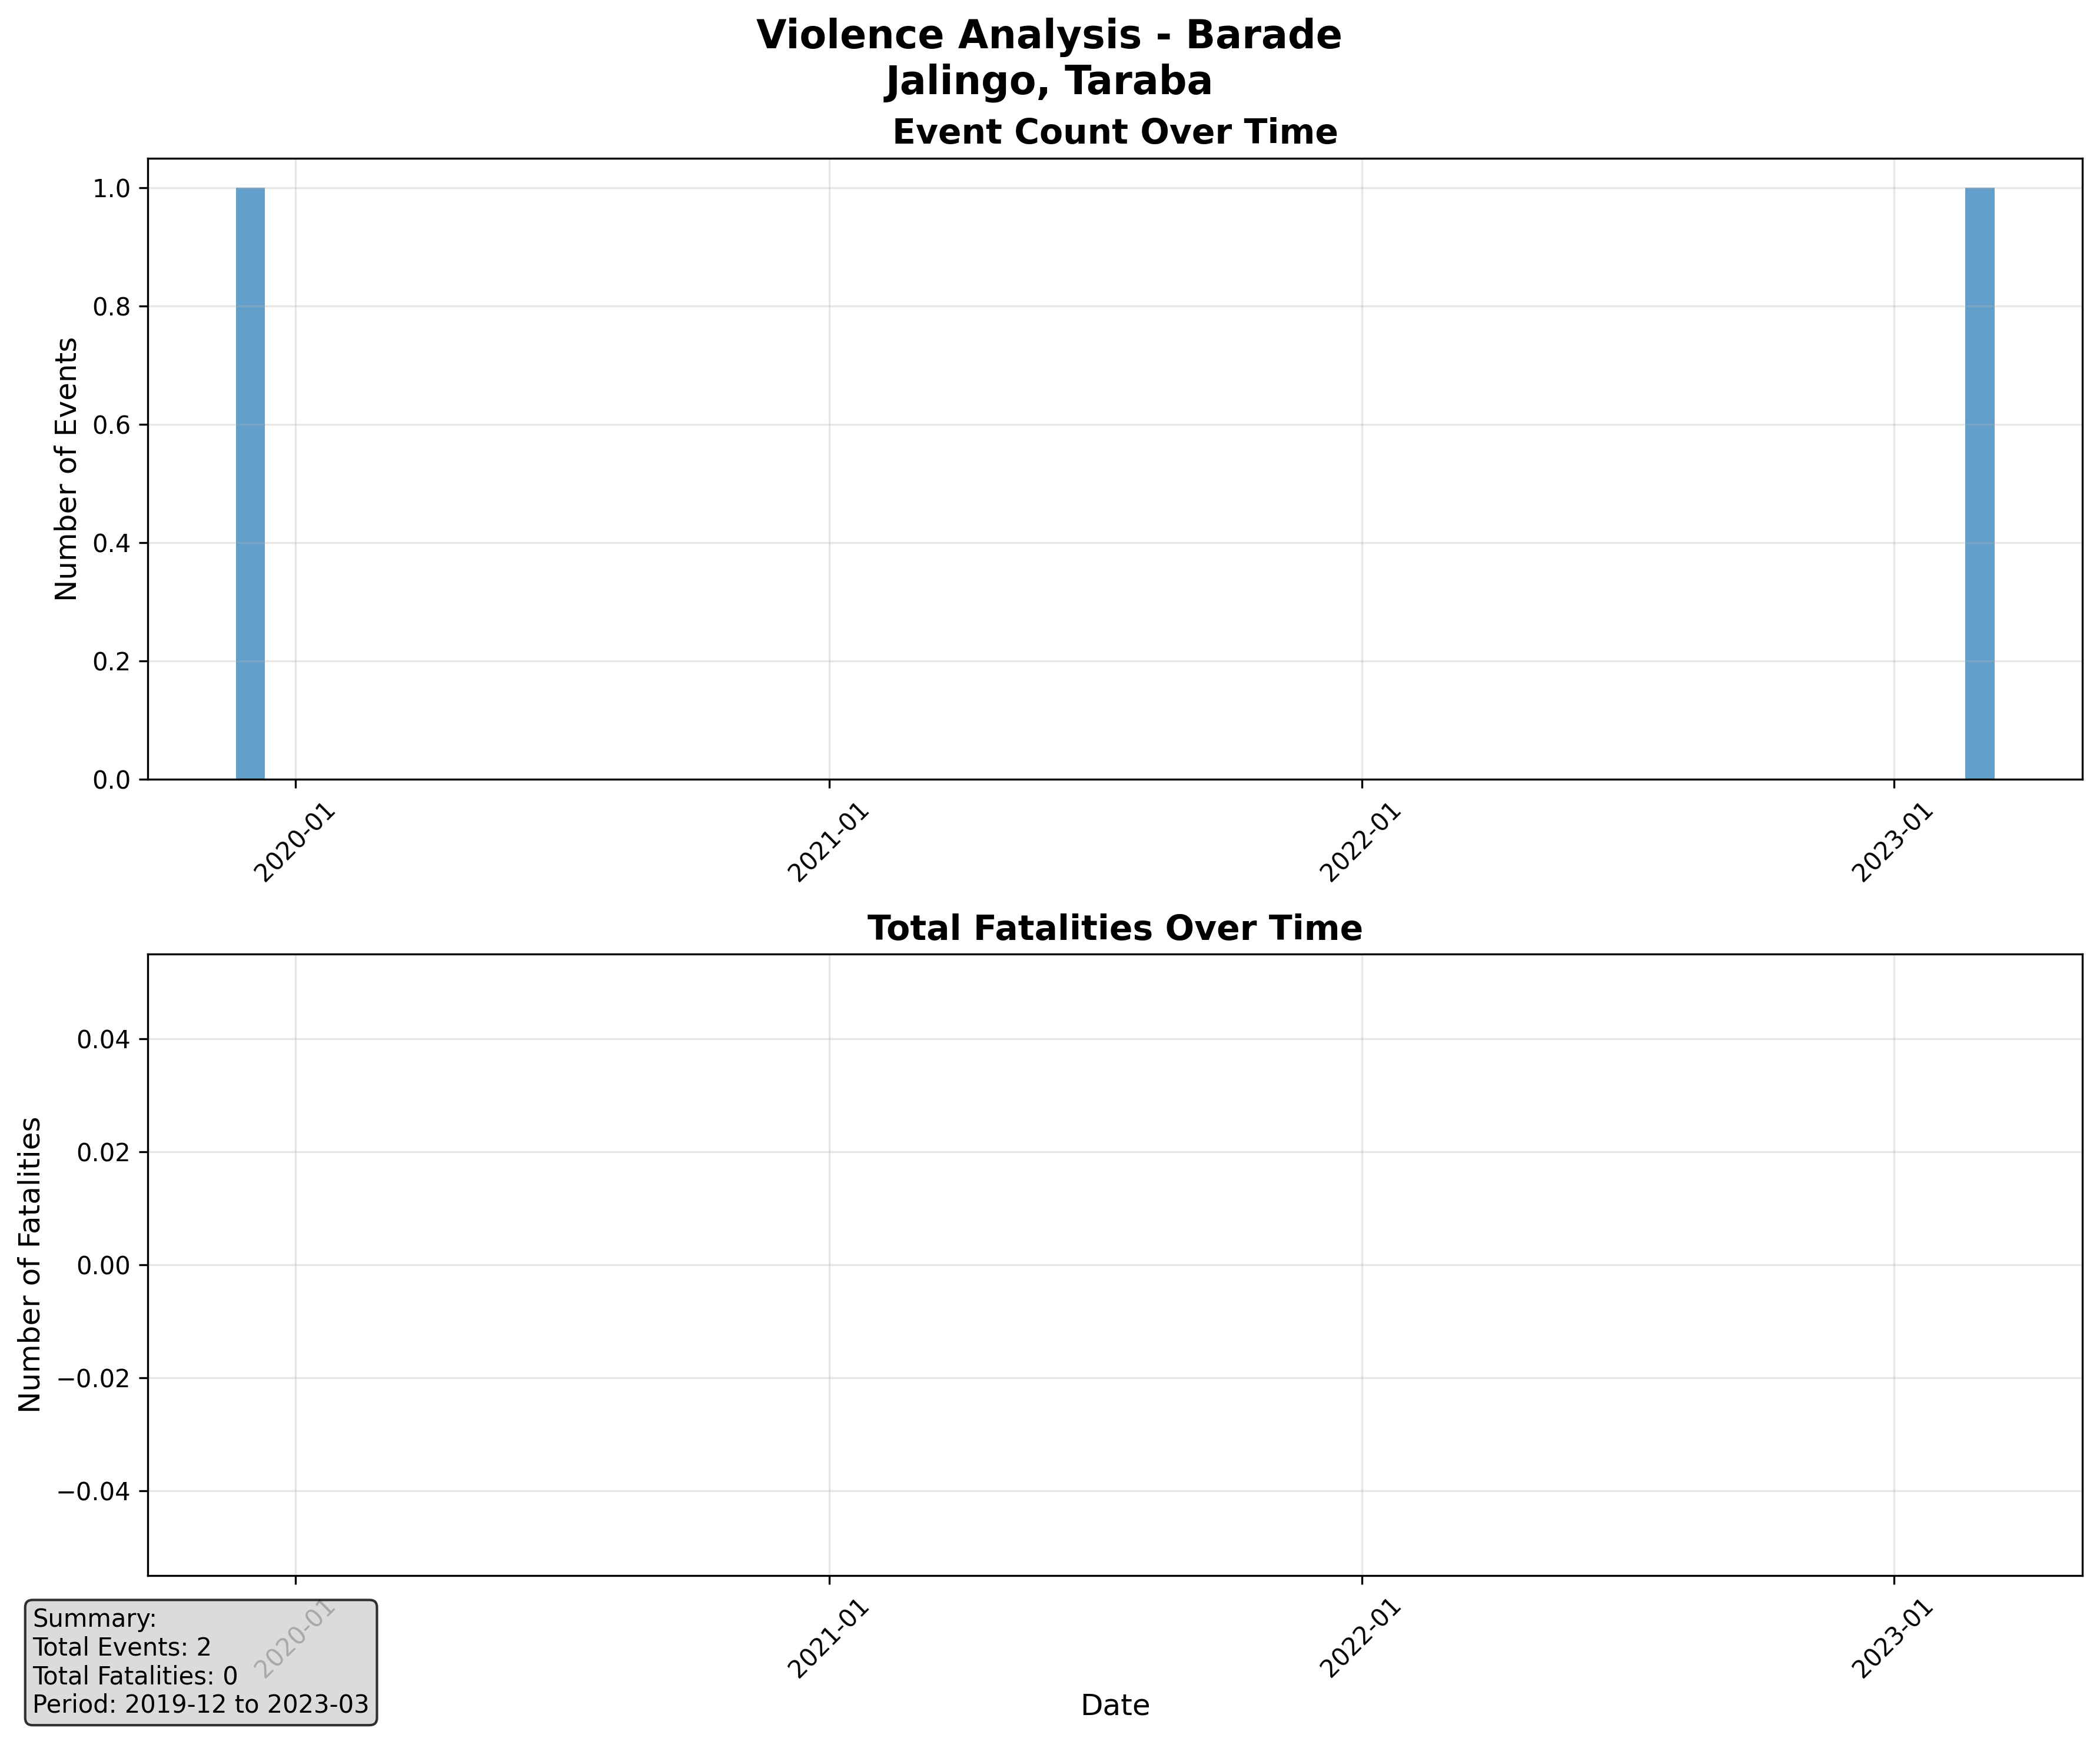 Violence Analysis - Barade
Jalingo, Taraba
Event Count Over Time
Number of Events
1.0
0.8
0.6
0.4
0.2
0.0
2020-01
2021-01
2022-01
2023-01
Total Fatalities Over Time
Number of Fatalities
0.04
0.02
0.00
−0.02
−0.04
2020-01
2021-01
2022-01
2023-01
Date
Summary:
Total Events: 2
Total Fatalities: 0
Period: 2019-12 to 2023-03